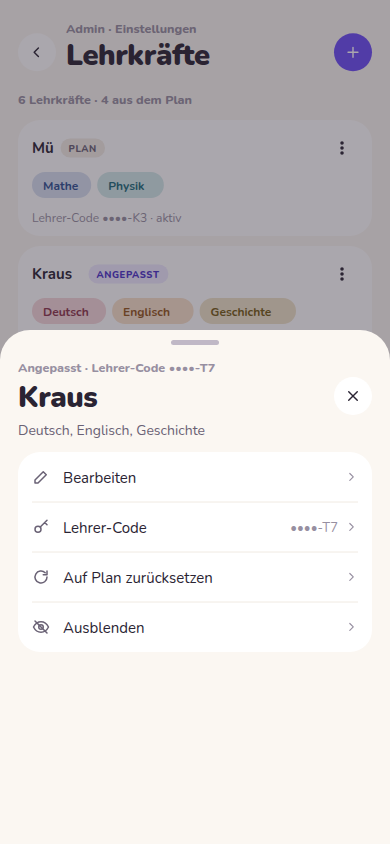 Admin · Einstellungen
Lehrkräfte
6 Lehrkräfte · 4 aus dem Plan
Mü PLAN
Mathe Physik
Lehrer-Code ••••-K3 · aktiv
Kraus ANGEPASST
Deutsch Englisch Geschichte
Angepasst · Lehrer-Code ••••-T7
Kraus
Deutsch, Englisch, Geschichte
Bearbeiten
Lehrer-Code ••••-T7
Auf Plan zurücksetzen
Ausblenden